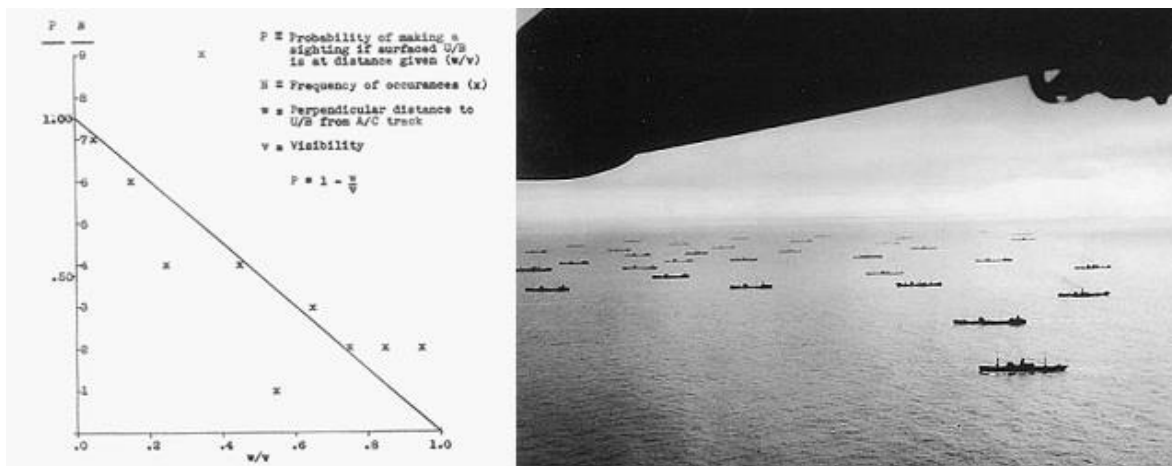 P N
P = Probability of making a
sighting if surfaced U/B
is at distance given (w/v)
N = Frequency of occurances (x)
w = Perpendicular distance to
U/B from A/C track
v = Visibility
P = 1 - w/v
9
8
1.00
7
6
5
.50
4
3
2
1
.0 .2 .4 .6 .8 1.0
w/v